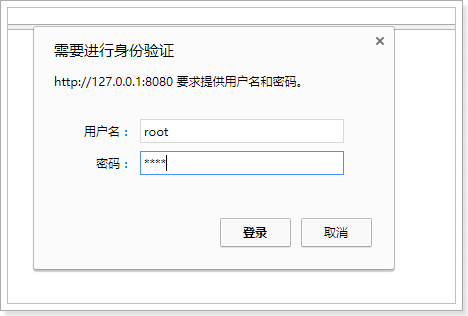 需要进行身份验证
http://127.0.0.1:8080 要求提供用户名和密码。
用户名： root
密码： ****
登录 取消